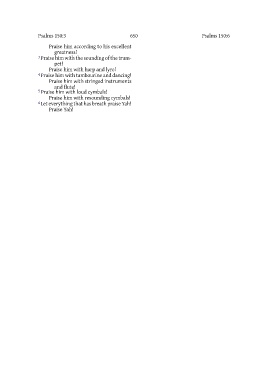 Psalms 150:3 650 Psalms 150:6
Praise him according to his excellent
greatness!
3 Praise him with the sounding of the trum-
pet!
Praise him with harp and lyre!
4 Praise him with tambourine and dancing!
Praise him with stringed instruments
and flute!
5 Praise him with loud cymbals!
Praise him with resounding cymbals!
6 Let everything that has breath praise Yah!
Praise Yah!